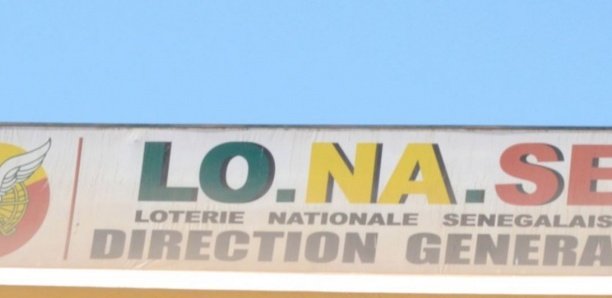 LO.NA.SE
LOTERIE NATIONALE SENEGALAIS
DIRECTION GENERA